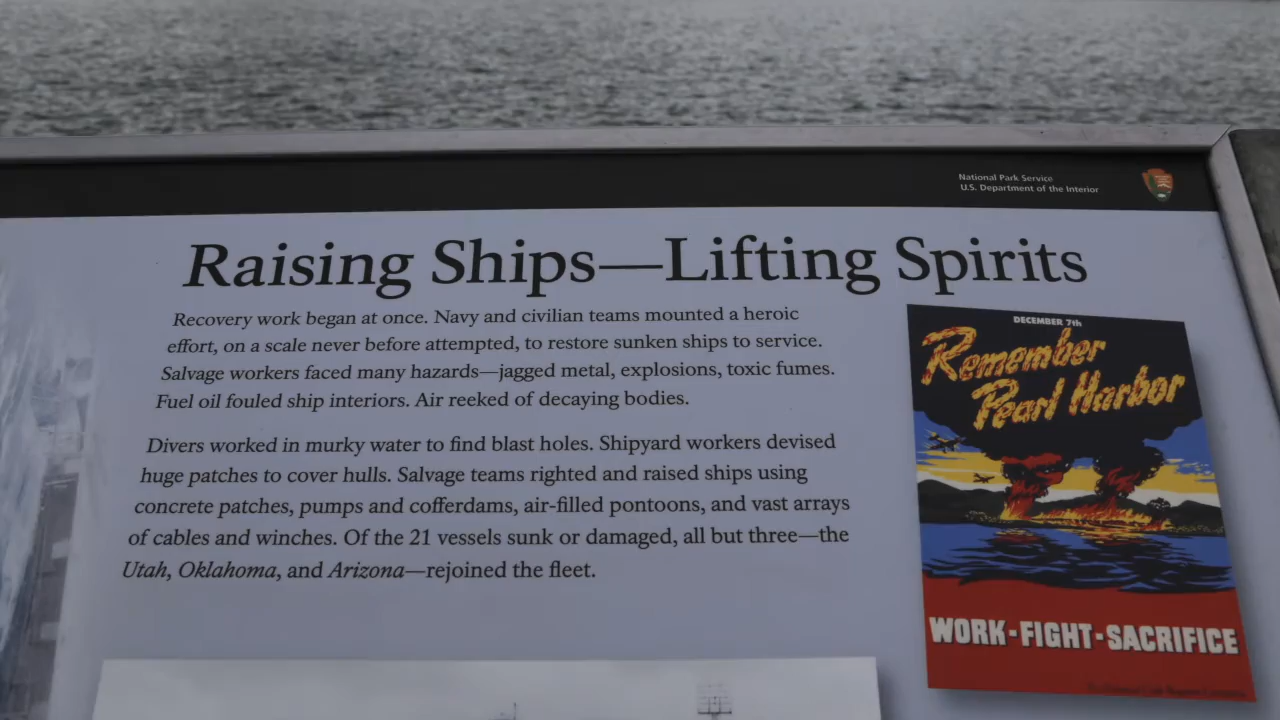 National Park Service
U.S. Department of the Interior
Raising Ships—Lifting Spirits
Recovery work began at once. Navy and civilian teams mounted a heroic
effort, on a scale never before attempted, to restore sunken ships to service.
Salvage workers faced many hazards—jagged metal, explosions, toxic fumes.
Fuel oil fouled ship interiors. Air reeked of decaying bodies.
Divers worked in murky water to find blast holes. Shipyard workers devised
huge patches to cover hulls. Salvage teams righted and raised ships using
concrete patches, pumps and cofferdams, air-filled pontoons, and vast arrays
of cables and winches. Of the 21 vessels sunk or damaged, all but three—the
Utah, Oklahoma, and Arizona—rejoined the fleet.
DECEMBER 7th
Remember
Pearl Harbor
WORK-FIGHT-SACRIFICE